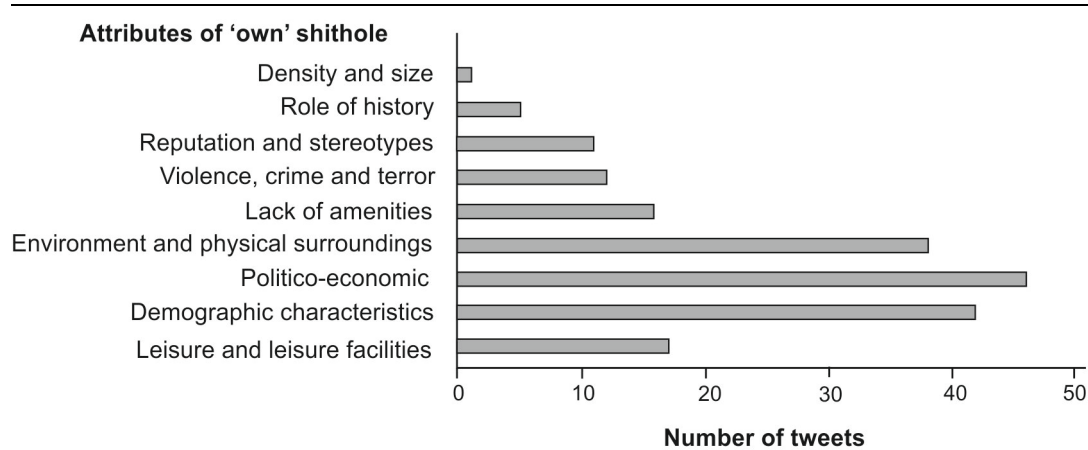 Attributes of ‘own’ shithole
Density and size
Role of history
Reputation and stereotypes
Violence, crime and terror
Lack of amenities
Environment and physical surroundings
Politico-economic
Demographic characteristics
Leisure and leisure facilities
0 10 20 30 40 50
Number of tweets